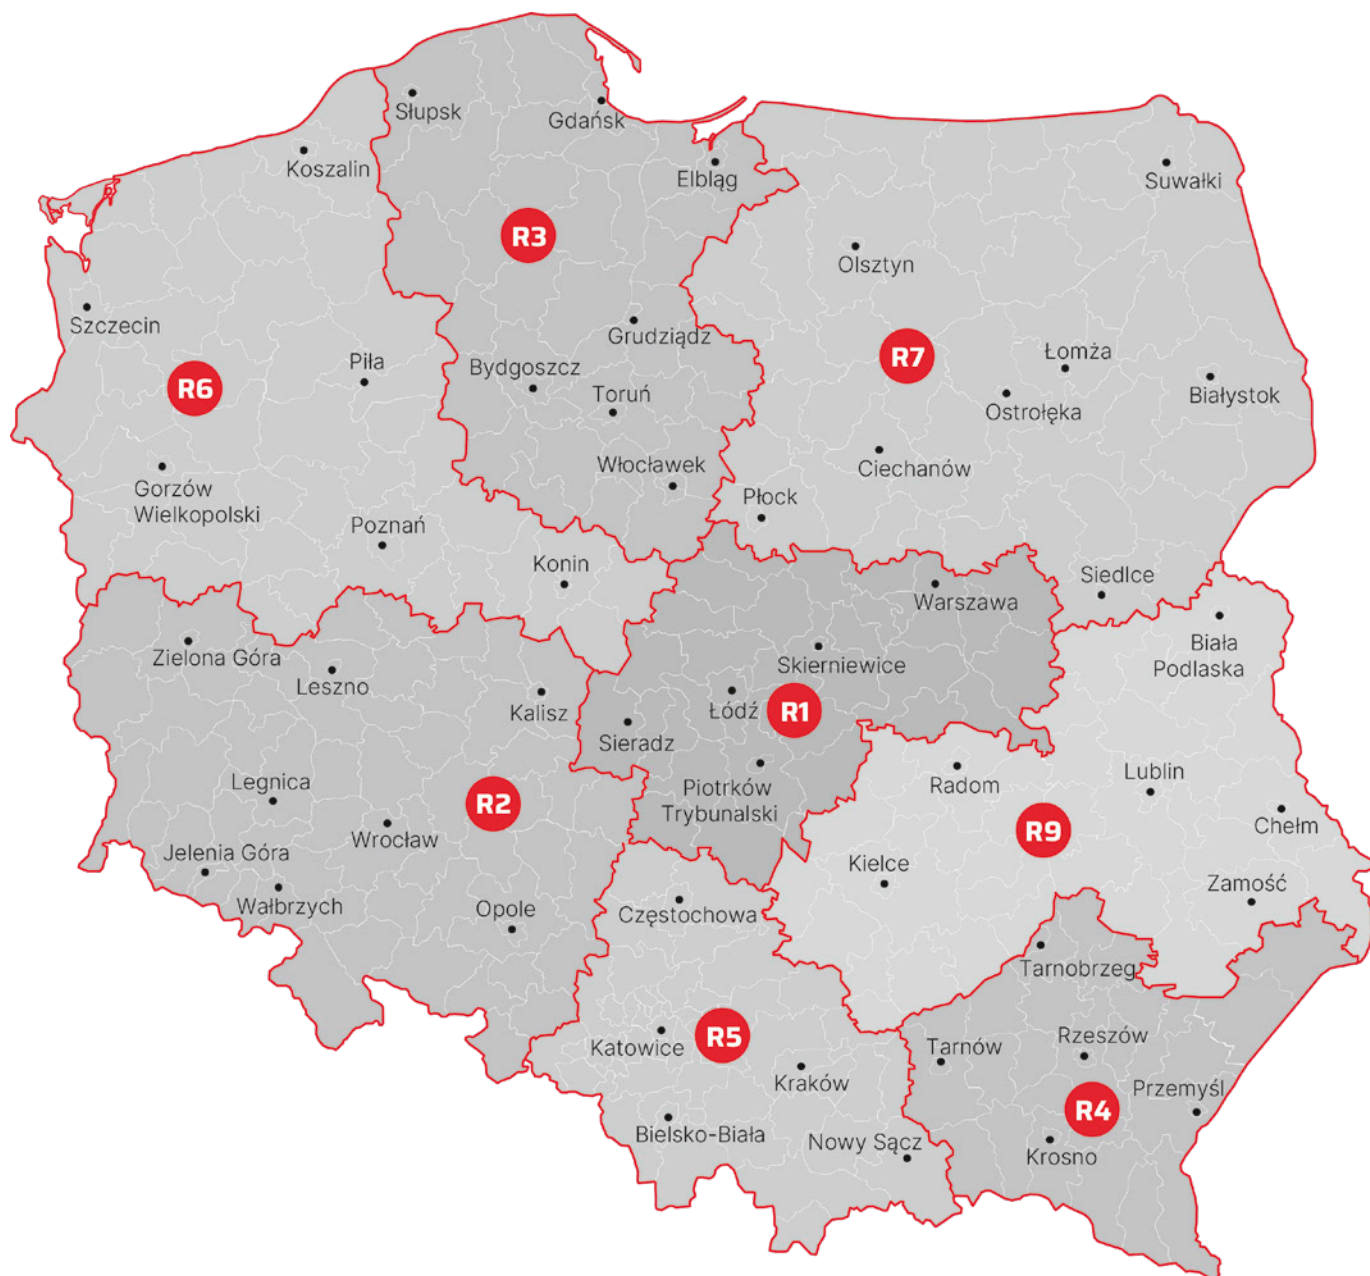 Słupsk
Gdańsk
Koszalin
Elbląg
Suwałki
R3
Olsztyn
Szczecin
Grudziądz
R7
Łomża
Piła
Bydgoszcz
R6
Toruń
Ostrołęka
Białystok
Włocławek
Ciechanów
Gorzów
Wielkopolski
Płock
Poznań
Konin
Siedlce
Warszawa
Biała
Podlaska
Zielona Góra
Leszno
Skierniewice
Kalisz
Łódź
R1
Sieradz
Legnica
Piotrków
Trybunalski
Radom
Lublin
R2
Wrocław
R9
Chełm
Jelenia Góra
Kielce
Zamość
Wałbrzych
Opole
Częstochowa
Tarnobrzeg
R5
Katowice
Tarnów
Rzeszów
Kraków
Przemyśl
R4
Bielsko-Biała
Nowy Sącz
Krosno